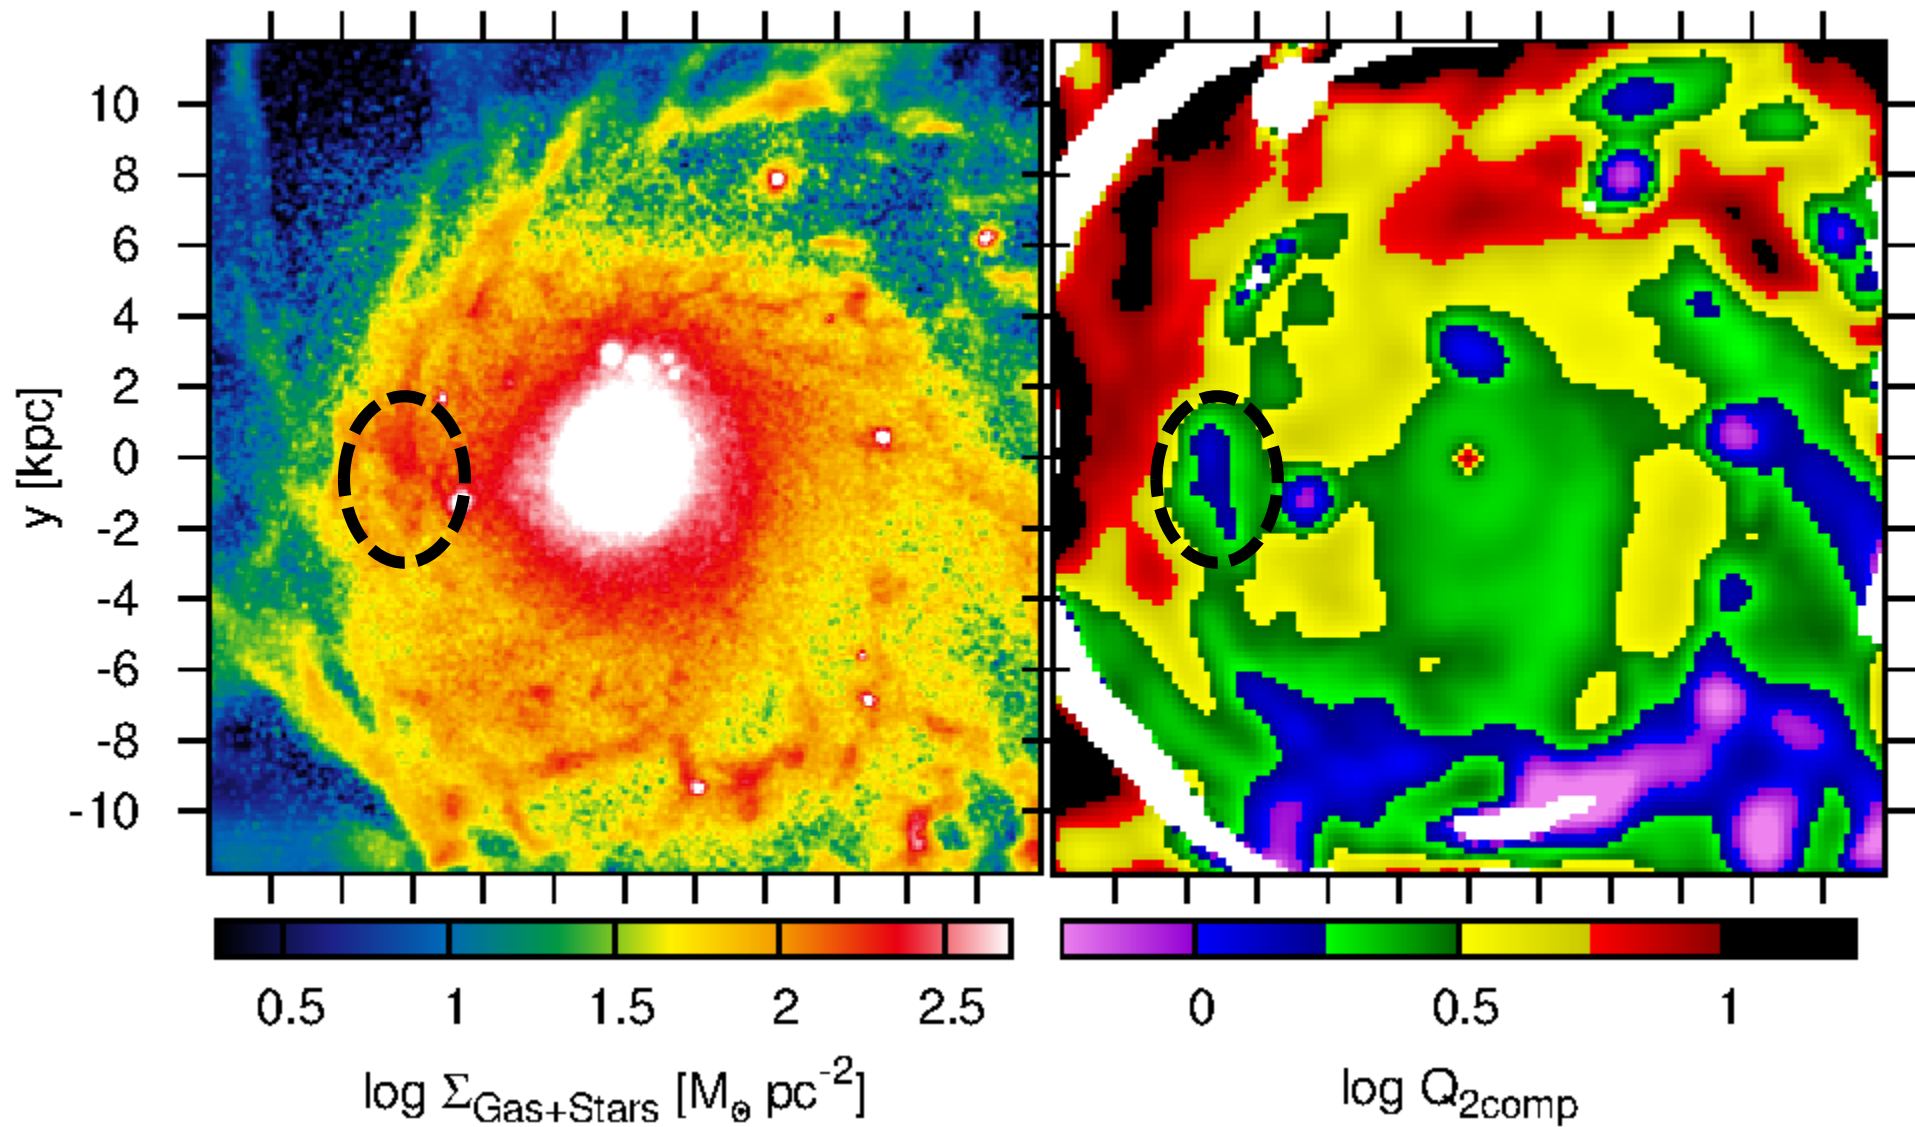 10
8
6
4
2
0
-2
-4
-6
-8
-10
y [kpc]
0.5 1 1.5 2 2.5
0 0.5 1
log Σ_Gas+Stars [M_⊙ pc^-2]
log Q_2comp